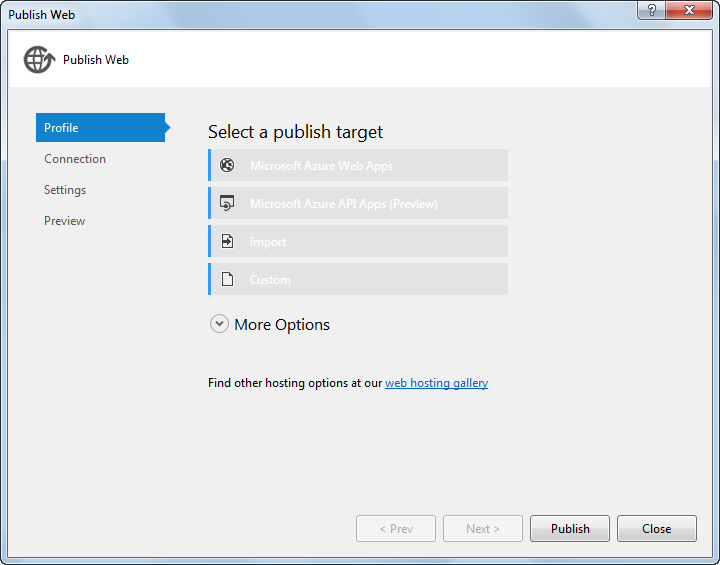 Publish Web
?
Publish Web
Profile
Connection
Settings
Preview
Select a publish target
Microsoft Azure Web Apps
Microsoft Azure API Apps (Preview)
Import
Custom
More Options
Find other hosting options at our web hosting gallery
< Prev
Next >
Publish
Close